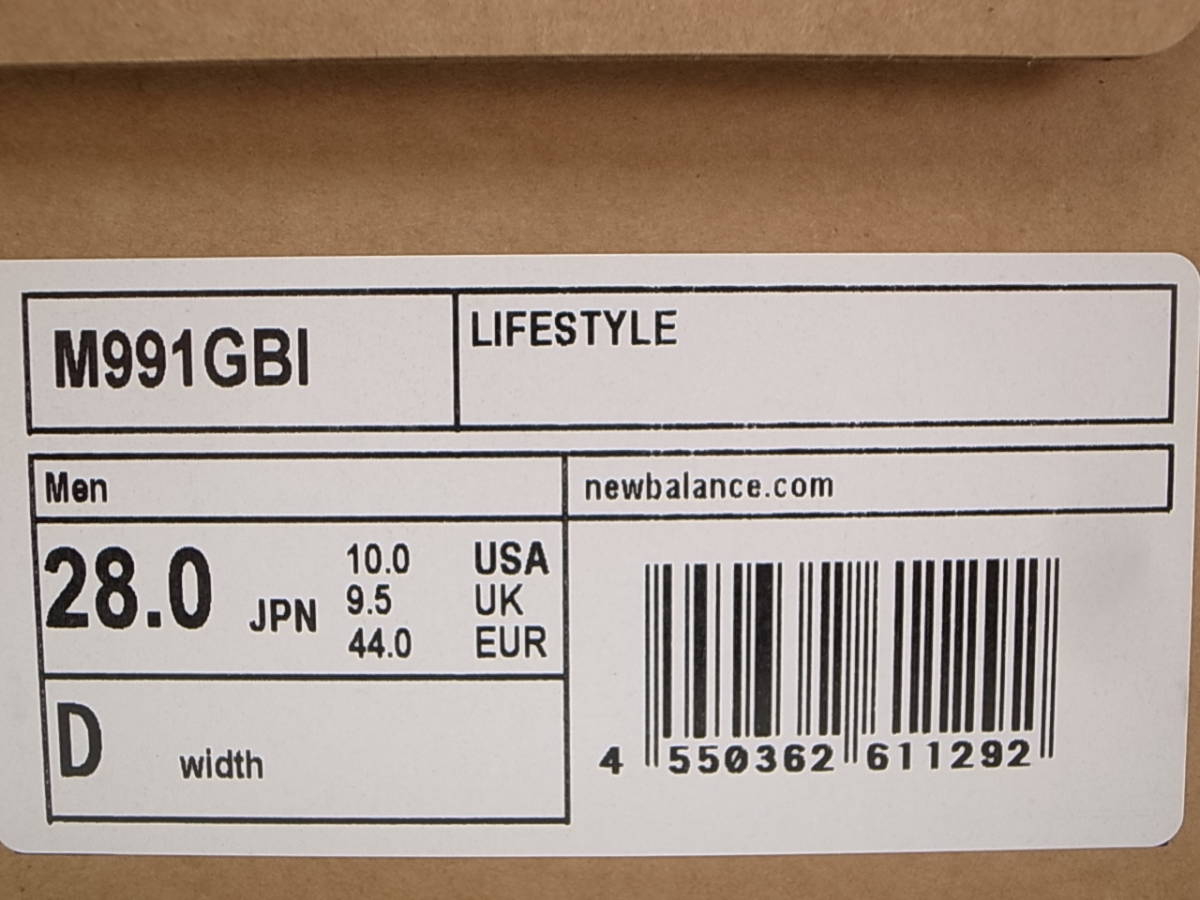 M991GBI
LIFESTYLE
Men
newbalance.com
28.0 JPN
10.0 USA
9.5 UK
44.0 EUR
D width
4 550362 611292